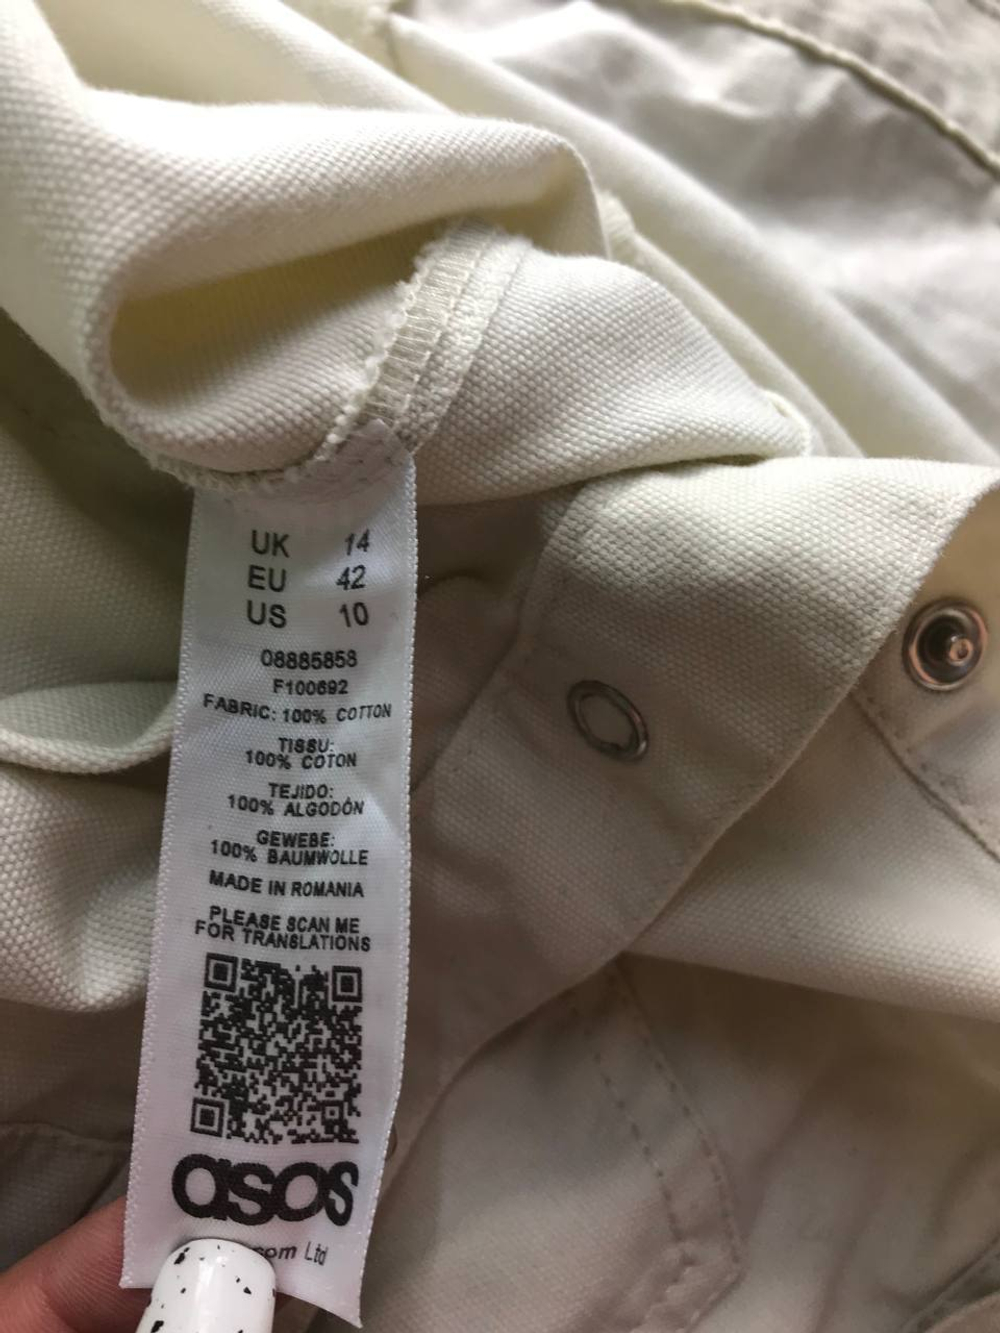 UK 14
EU 42
US 10
08885858
F100692
FABRIC: 100% COTTON
TISSU:
100% COTON
TEJIDO:
100% ALGODÓN
GEWEBE:
100% BAUMWOLLE
MADE IN ROMANIA
PLEASE SCAN ME
FOR TRANSLATIONS
asos
Ltd